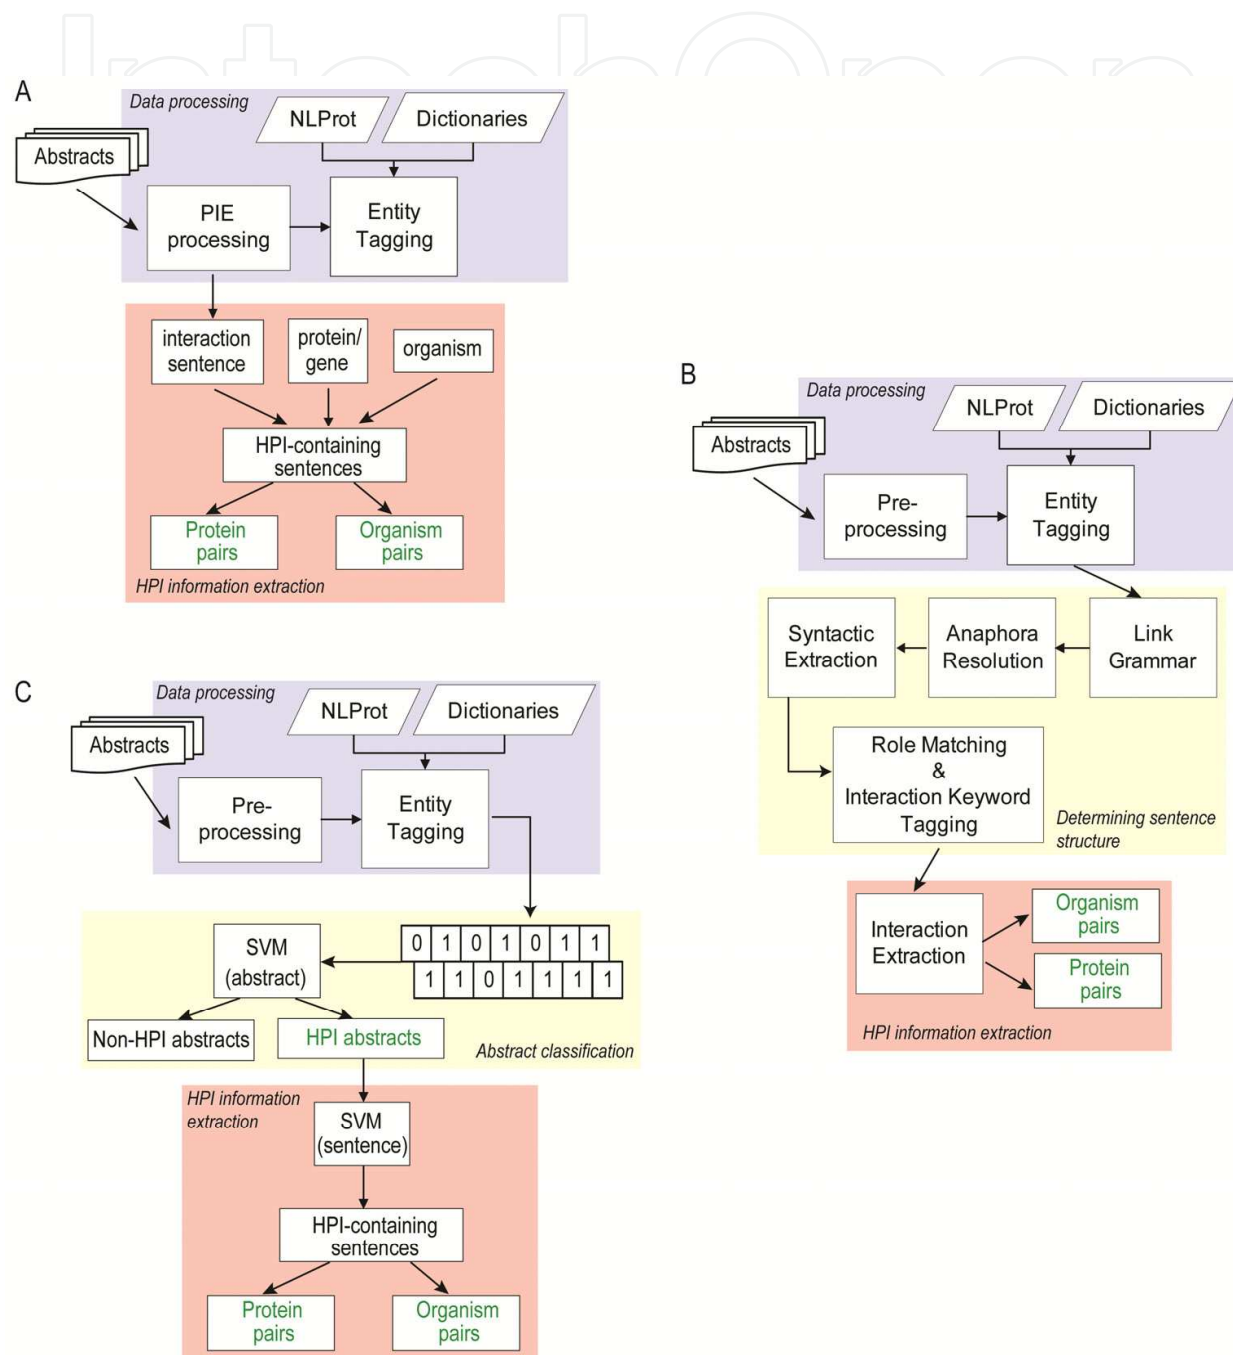 IntechOpen
A
Data processing
NLProt
Dictionaries
Abstracts
PIE
processing
Entity
Tagging
interaction
sentence
protein/
gene
organism
HPI-containing
sentences
Protein
pairs
Organism
pairs
HPI information extraction
B
Data processing
NLProt
Dictionaries
Abstracts
Pre-
processing
Entity
Tagging
Syntactic
Extraction
Anaphora
Resolution
Link
Grammar
Role Matching
&
Interaction Keyword
Tagging
Determining sentence
structure
Interaction
Extraction
Organism
pairs
Protein
pairs
HPI information extraction
C
Data processing
NLProt
Dictionaries
Abstracts
Pre-
processing
Entity
Tagging
0 1 0 1 0 1 1
1 1 0 1 1 1 1
SVM
(abstract)
Non-HPI abstracts
HPI abstracts
Abstract classification
HPI information
extraction
SVM
(sentence)
HPI-containing
sentences
Protein
pairs
Organism
pairs